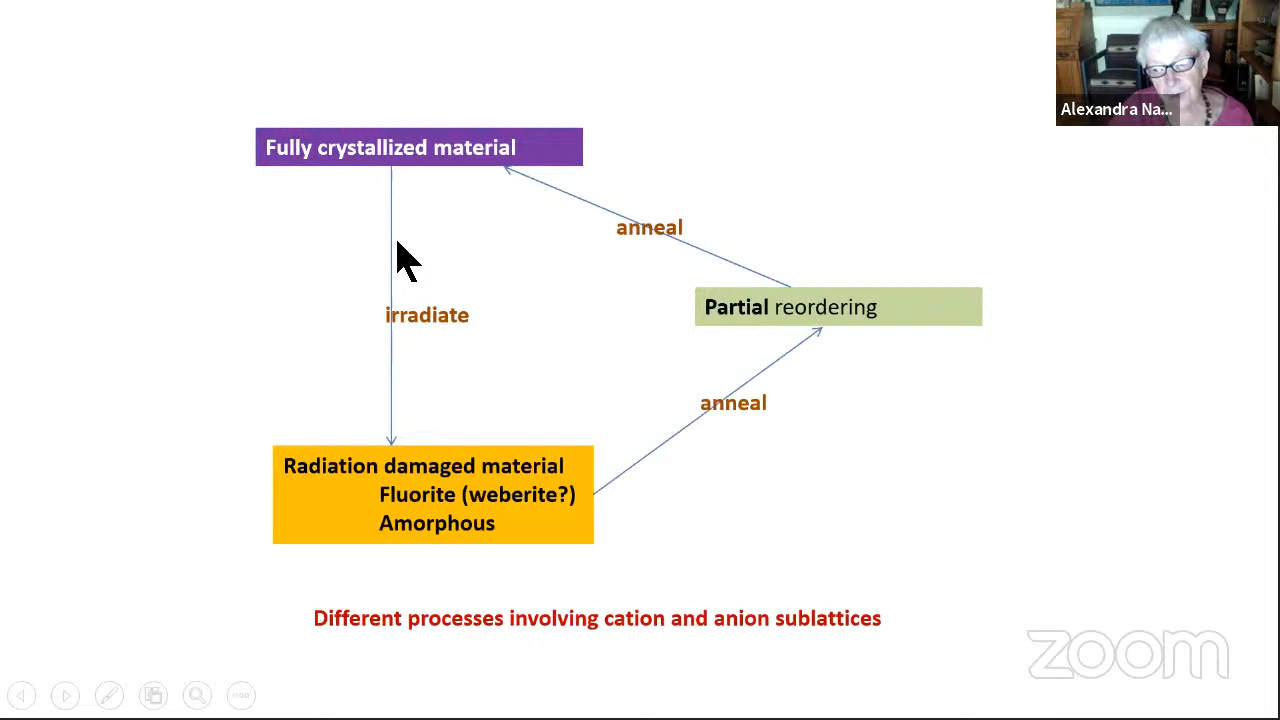 Alexandra Na...
Fully crystallized material
anneal
Partial reordering
irradiate
anneal
Radiation damaged material
Fluorite (weberite?)
Amorphous
Different processes involving cation and anion sublattices
zoom